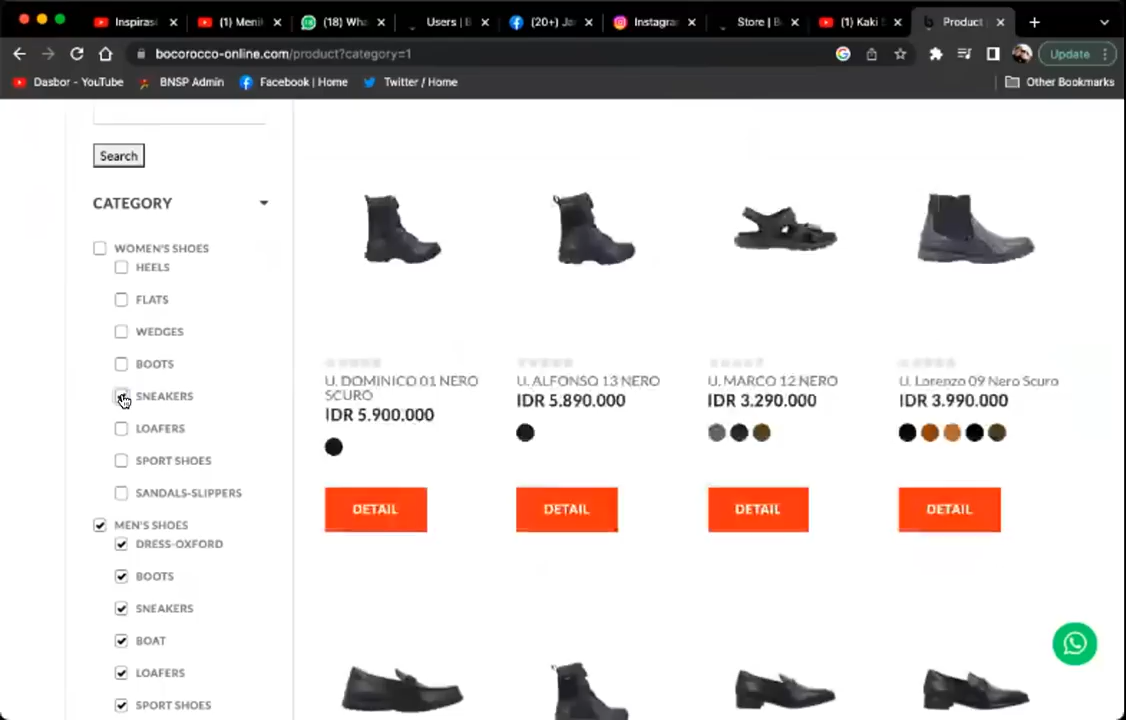 Inspirasi
(1) Meni
(18) Wha
Users | B
(20+) Ja
Instagra
Store | B
(1) Kaki S
Product
bocorocco-online.com/product?category=1
Update
Dasbor - YouTube
BNSP Admin
Facebook | Home
Twitter / Home
Other Bookmarks
Search
CATEGORY
WOMEN'S SHOES
HEELS
FLATS
WEDGES
BOOTS
SNEAKERS
LOAFERS
SPORT SHOES
SANDALS-SLIPPERS
MEN'S SHOES
DRESS-OXFORD
BOOTS
SNEAKERS
BOAT
LOAFERS
SPORT SHOES
U. DOMINICO 01 NERO
SCURO
IDR 5.900.000
DETAIL
U. ALFONSO 13 NERO
IDR 5.890.000
DETAIL
U. MARCO 12 NERO
IDR 3.290.000
DETAIL
U. Lorenzo 09 Nero Scuro
IDR 3.990.000
DETAIL